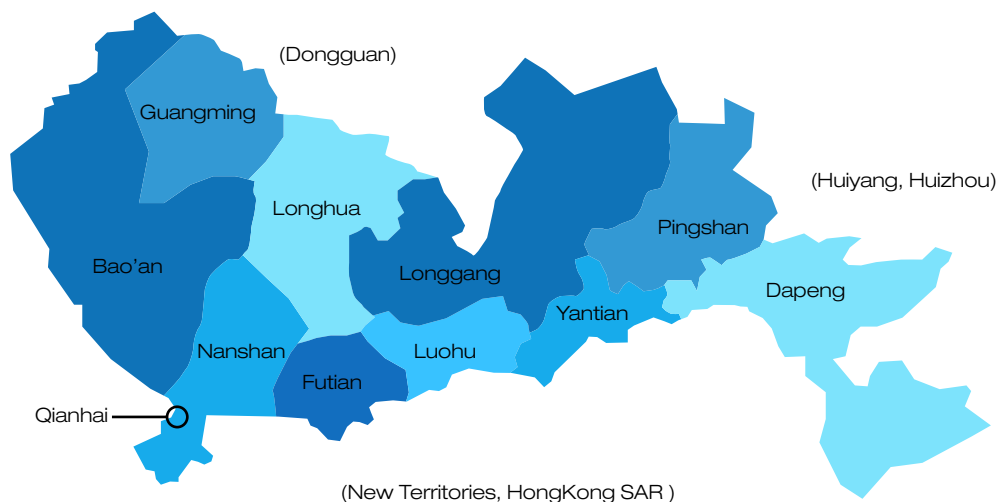 (Dongguan)
Guangming
(Huiyang, Huizhou)
Longhua
Pingshan
Bao’an
Longgang
Dapeng
Yantian
Nanshan
Luohu
Futian
Qianhai
(New Territories, HongKong SAR )